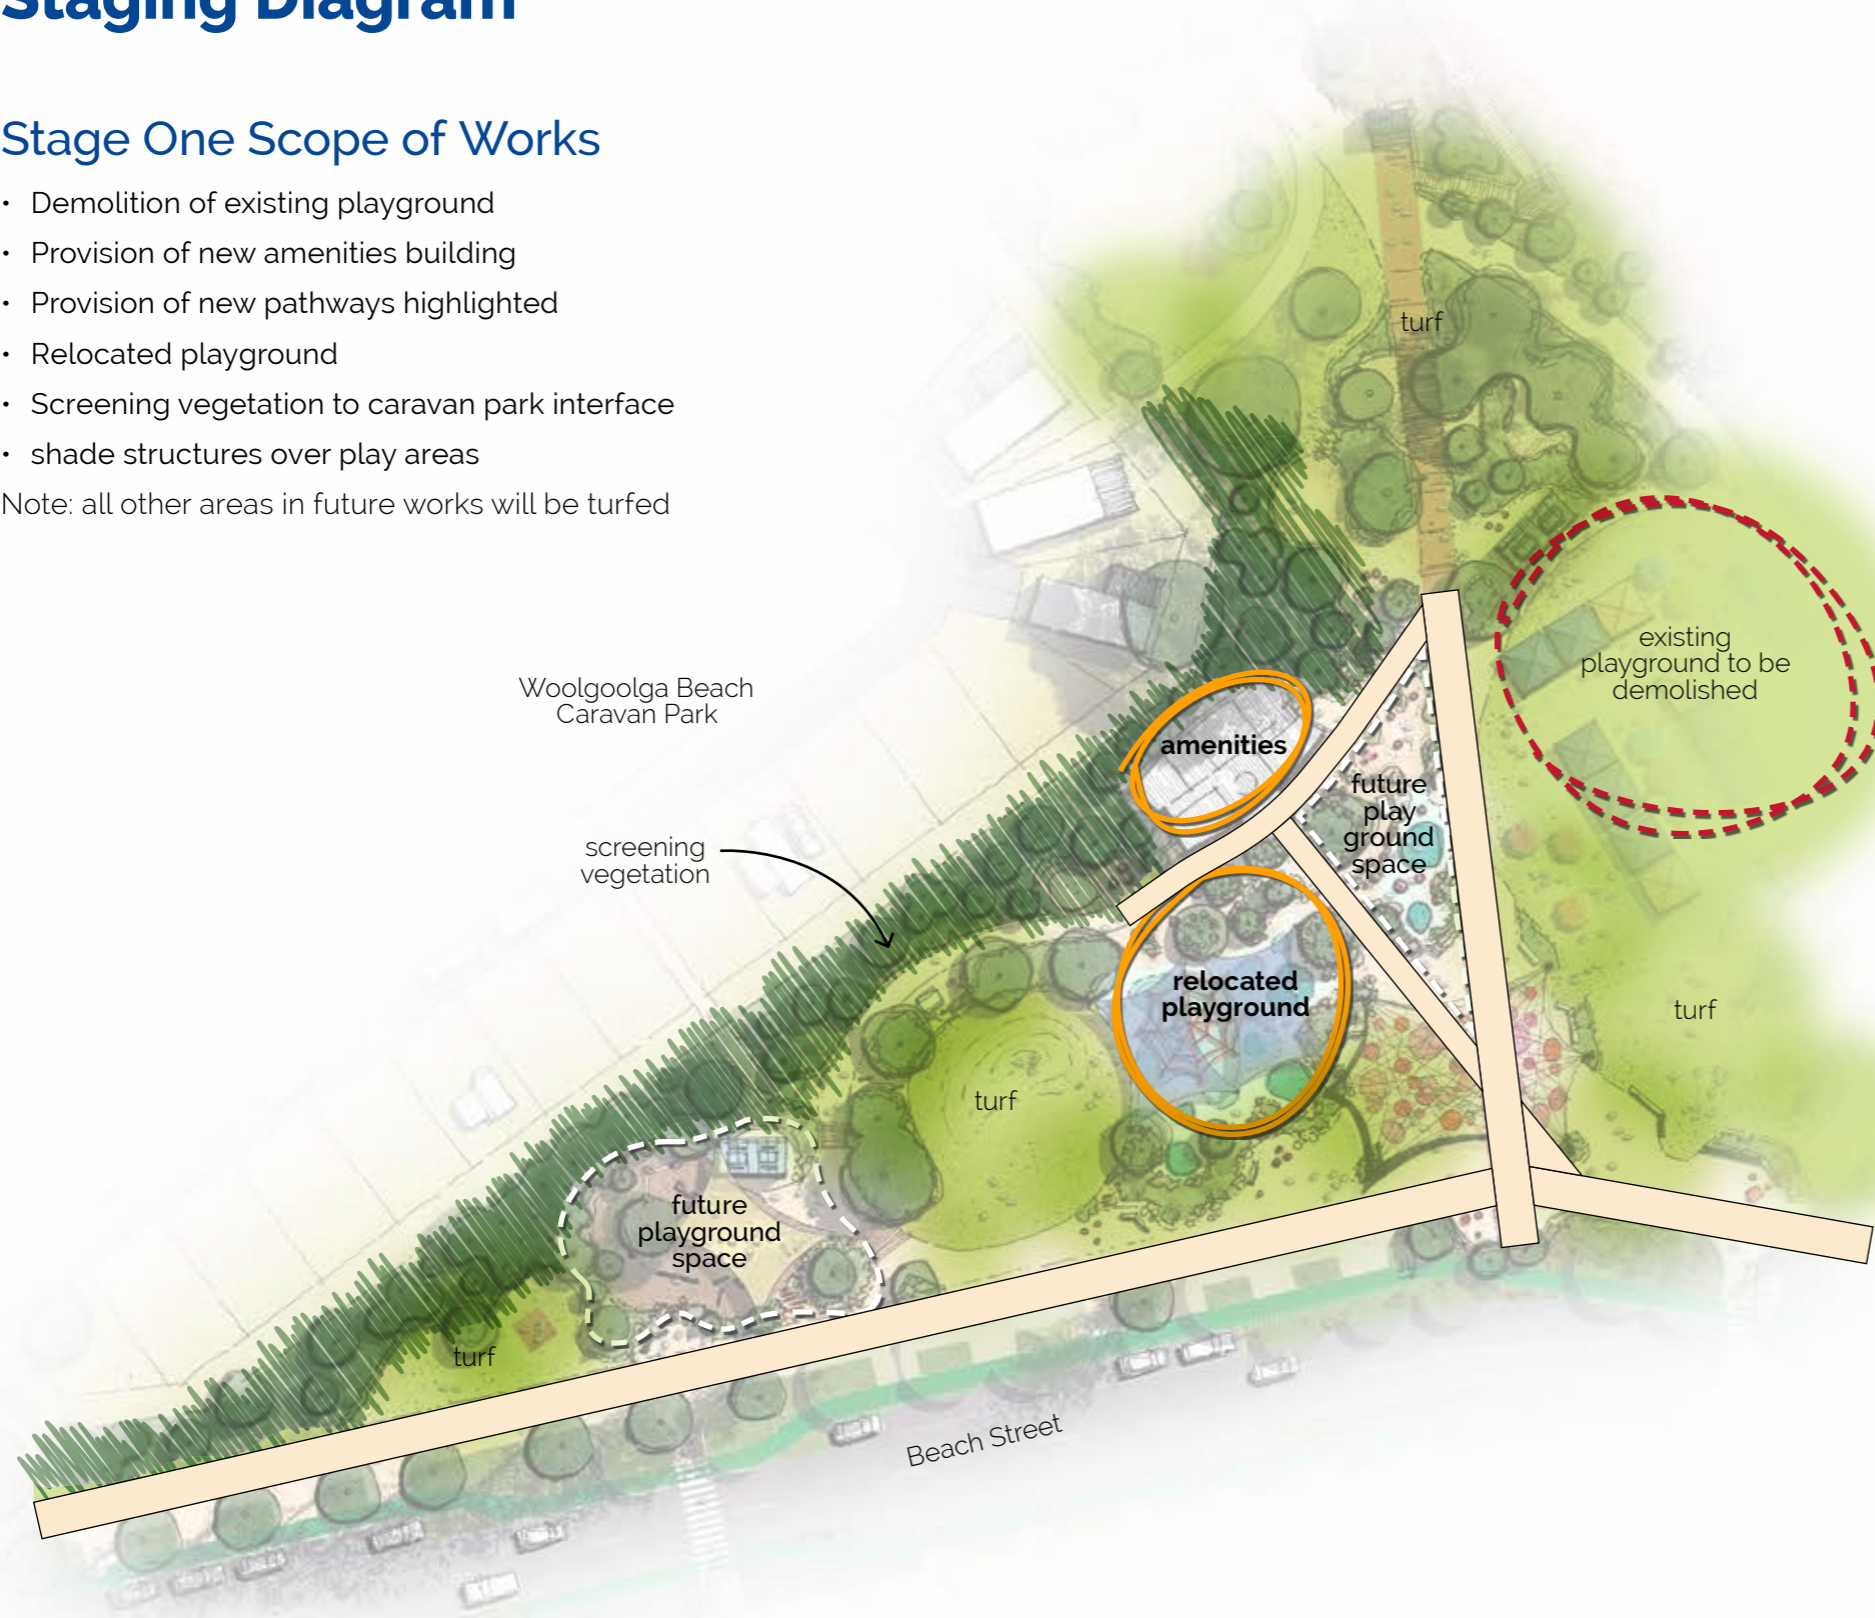 Staging Diagram
Stage One Scope of Works
• Demolition of existing playground
• Provision of new amenities building
• Provision of new pathways highlighted
• Relocated playground
• Screening vegetation to caravan park interface
• shade structures over play areas
Note: all other areas in future works will be turfed
turf
existing
playground to be
demolished
Woolgoolga Beach
Caravan Park
amenities
future
play
ground
space
screening
vegetation
relocated
playground
turf
turf
future
playground
space
turf
Beach Street